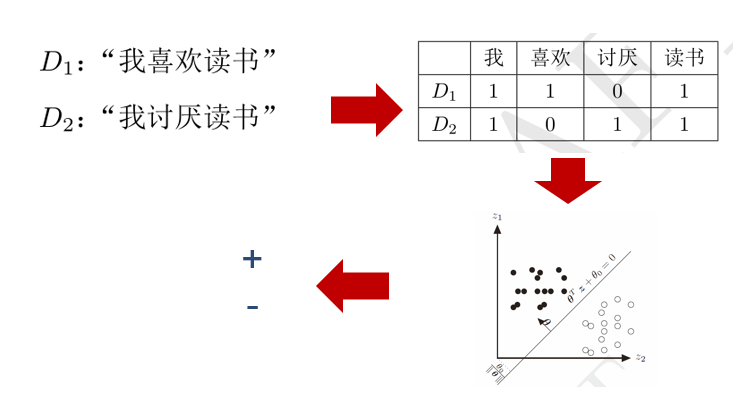 D₁：“我喜欢读书”
D₂：“我讨厌读书”
我 喜欢 讨厌 读书
D₁ 1 1 0 1
D₂ 1 0 1 1
z₁
θᵀ z + θ₀ = 0
θ
z₂
+
-